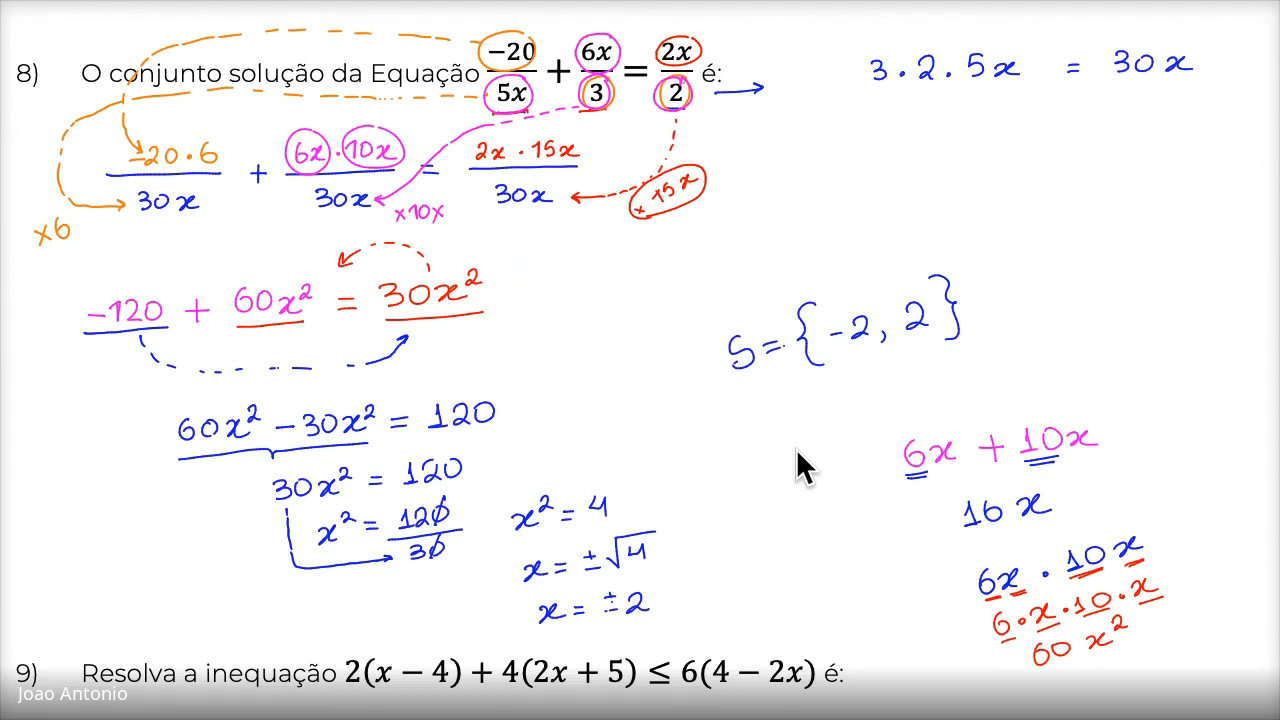 8) O conjunto solução da Equação −20/5x + 6x/3 = 2x/2 é:
3 · 2 · 5x = 30x
−20 · 6/30x + 6x · 10x/30x = 2x · 15x/30x
×6
×10x
×15x
−120 + 60x² = 30x²
S = {−2, 2}
60x² − 30x² = 120
30x² = 120
x² = 120/30
x² = 4
x = ±√4
x = ±2
6x + 10x
16x
6x · 10x
6 · x · 10 · x
60x²
9) Resolva a inequação 2(x − 4) + 4(2x + 5) ≤ 6(4 − 2x) é:
Joao Antonio